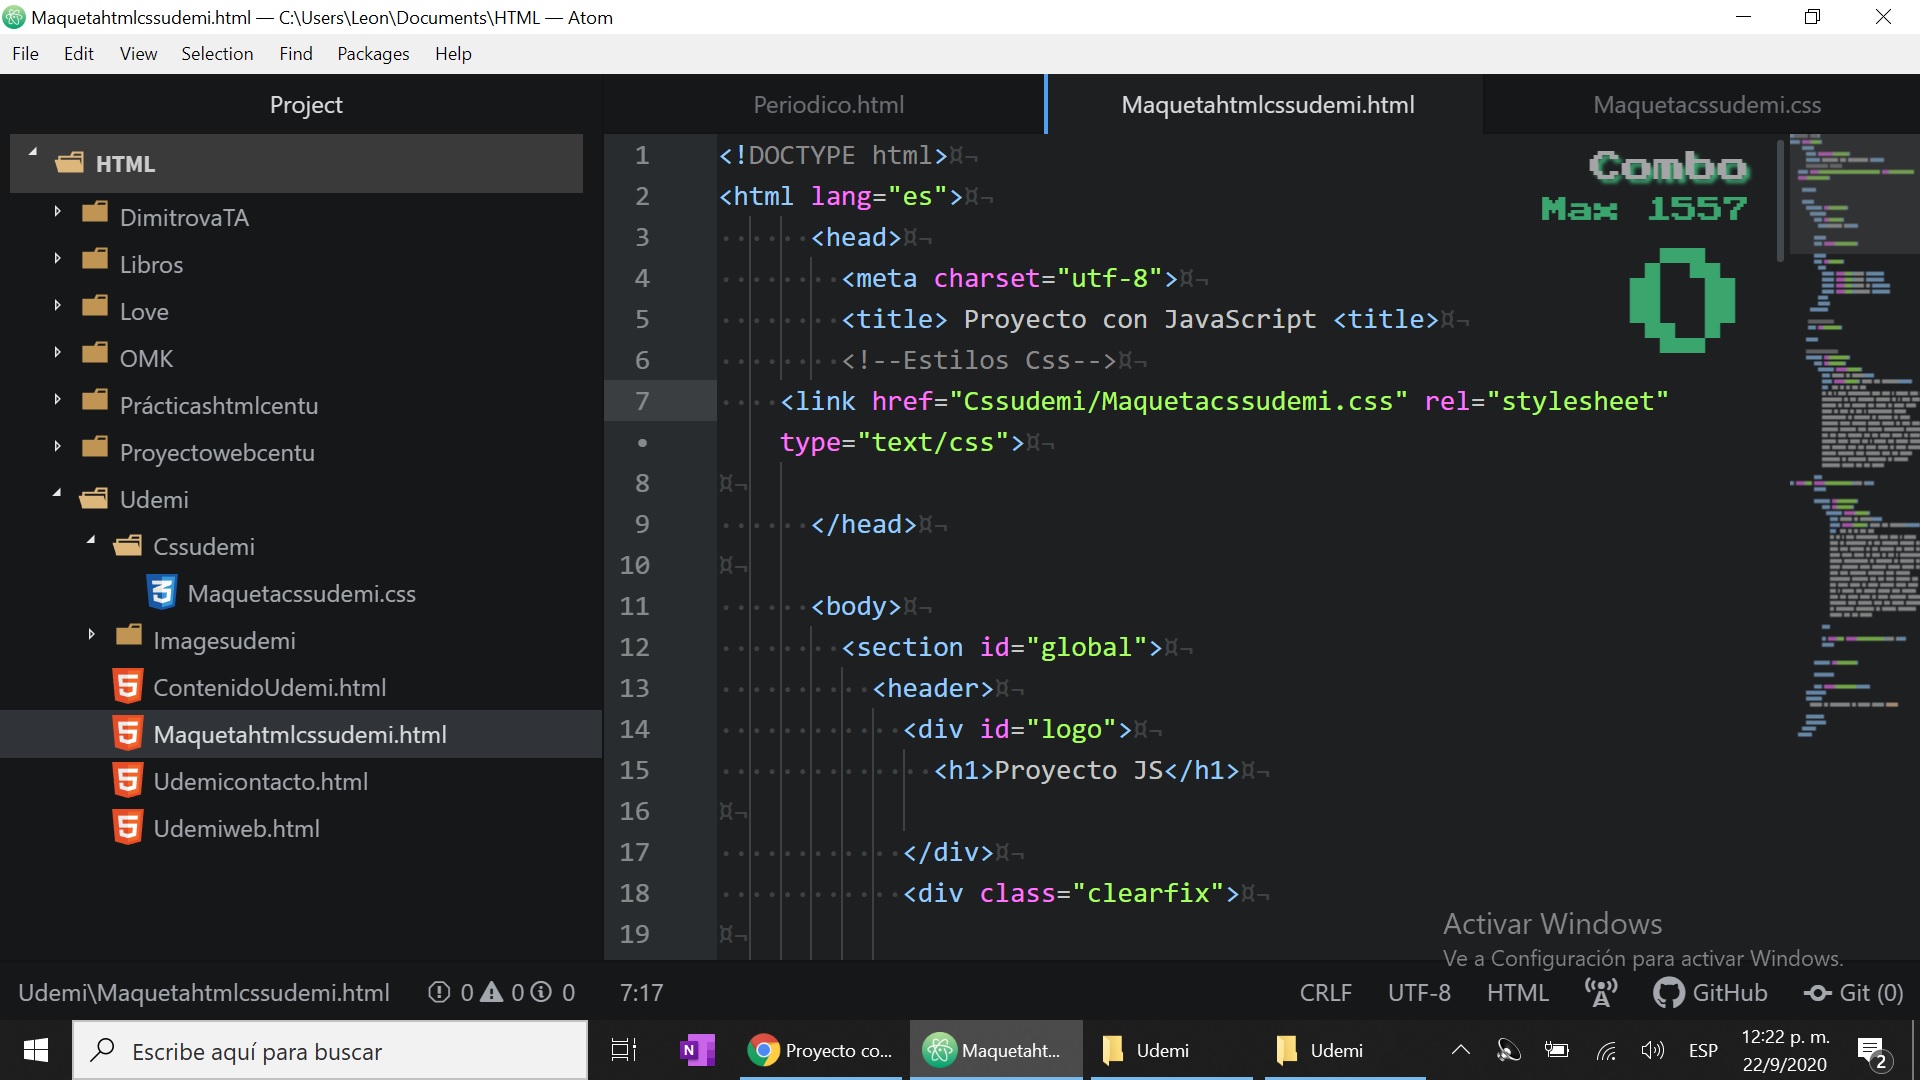 Maquetahtmlcssudemi.html — C:\Users\Leon\Documents\HTML — Atom
File Edit View Selection Find Packages Help
Project
HTML
DimitrovaTA
Libros
Love
OMK
Prácticashtmlcentu
Proyectowebcentu
Udemi
Cssudemi
Maquetacssudemi.css
Imagesudemi
ContenidoUdemi.html
Maquetahtmlcssudemi.html
Udemicontacto.html
Udemiweb.html
Periodico.html Maquetahtmlcssudemi.html Maquetacssudemi.css
1 <!DOCTYPE html>¤¬
2 <html lang="es">¤¬
3 <head>¤¬
4 <meta charset="utf-8">¤¬
5 <title> Proyecto con JavaScript <title>¤¬
6 <!--Estilos Css-->¤¬
7 <link href="Cssudemi/Maquetacssudemi.css" rel="stylesheet"
• type="text/css">¤¬
8 ¤¬
9 </head>¤¬
10 ¤¬
11 <body>¤¬
12 <section id="global">¤¬
13 <header>¤¬
14 <div id="logo">¤¬
15 <h1>Proyecto JS</h1>¤¬
16 ¤¬
17 </div>¤¬
18 <div class="clearfix">¤¬
19 ¤¬
Combo
Max 1557
0
Activar Windows
Ve a Configuración para activar Windows.
Udemi\Maquetahtmlcssudemi.html 0 0 0 7:17 CRLF UTF-8 HTML GitHub Git (0)
Escribe aquí para buscar N Proyecto co... Maquetaht... Udemi Udemi ESP 12:22 p. m.
22/9/2020 2